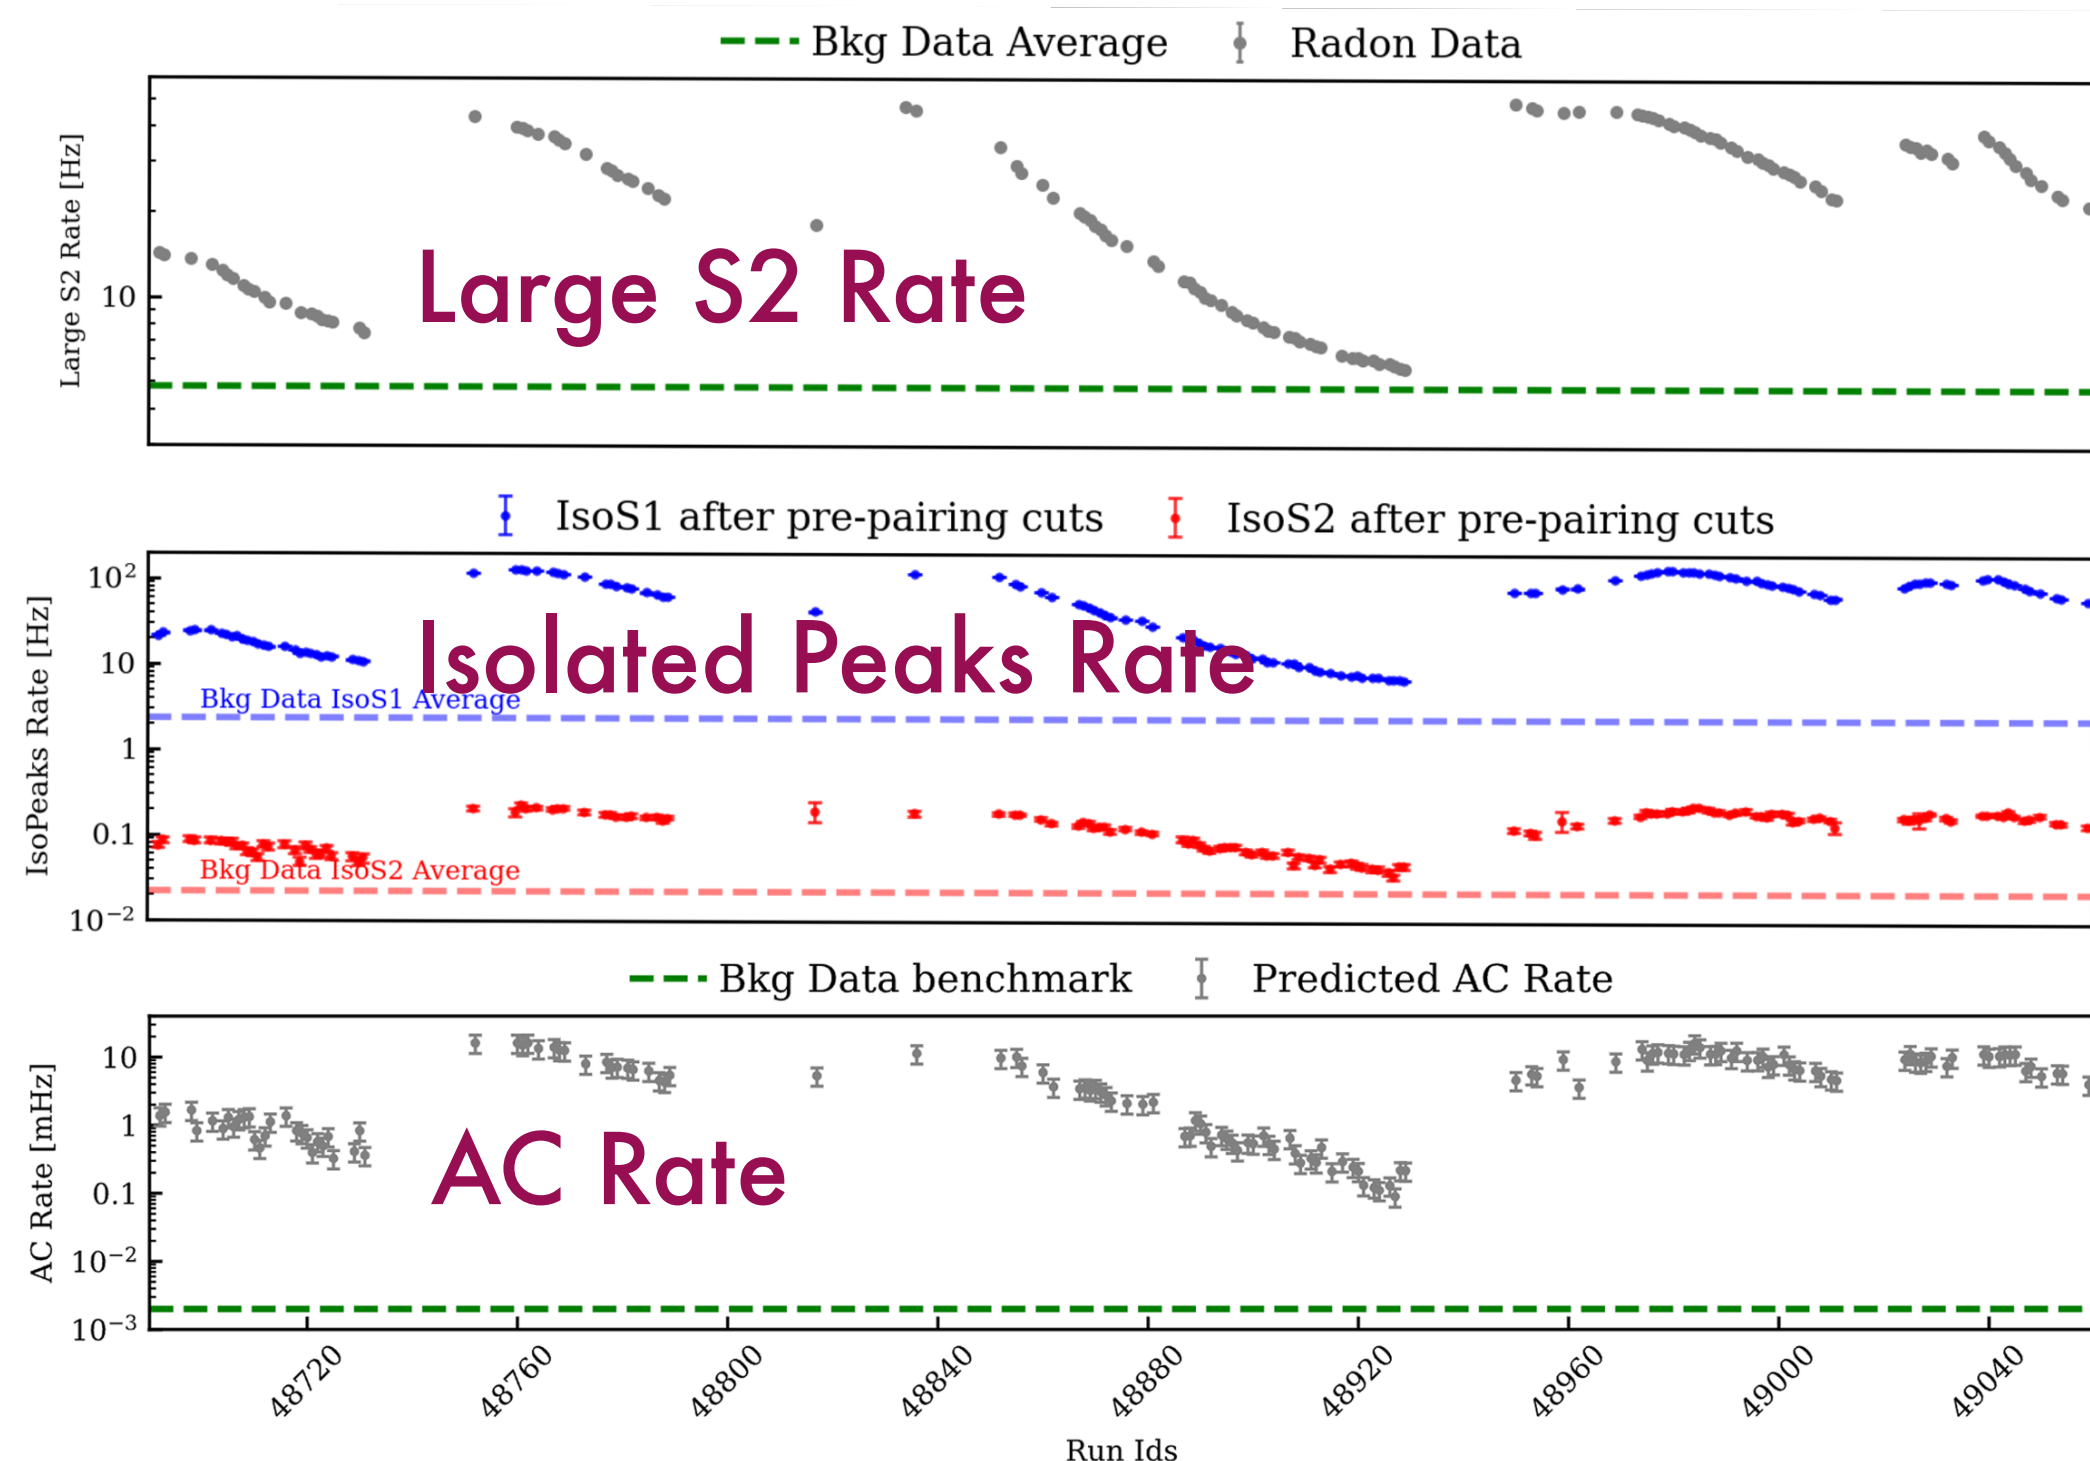 Bkg Data Average Radon Data
Large S2 Rate [Hz]
10
Large S2 Rate
IsoS1 after pre-pairing cuts IsoS2 after pre-pairing cuts
IsoPeaks Rate [Hz]
10²
10
1
0.1
10⁻²
Isolated Peaks Rate
Bkg Data IsoS1 Average
Bkg Data IsoS2 Average
Bkg Data benchmark Predicted AC Rate
AC Rate [mHz]
10
1
0.1
10⁻²
10⁻³
AC Rate
48720 48760 48800 48840 48880 48920 48960 49000 49040
Run Ids